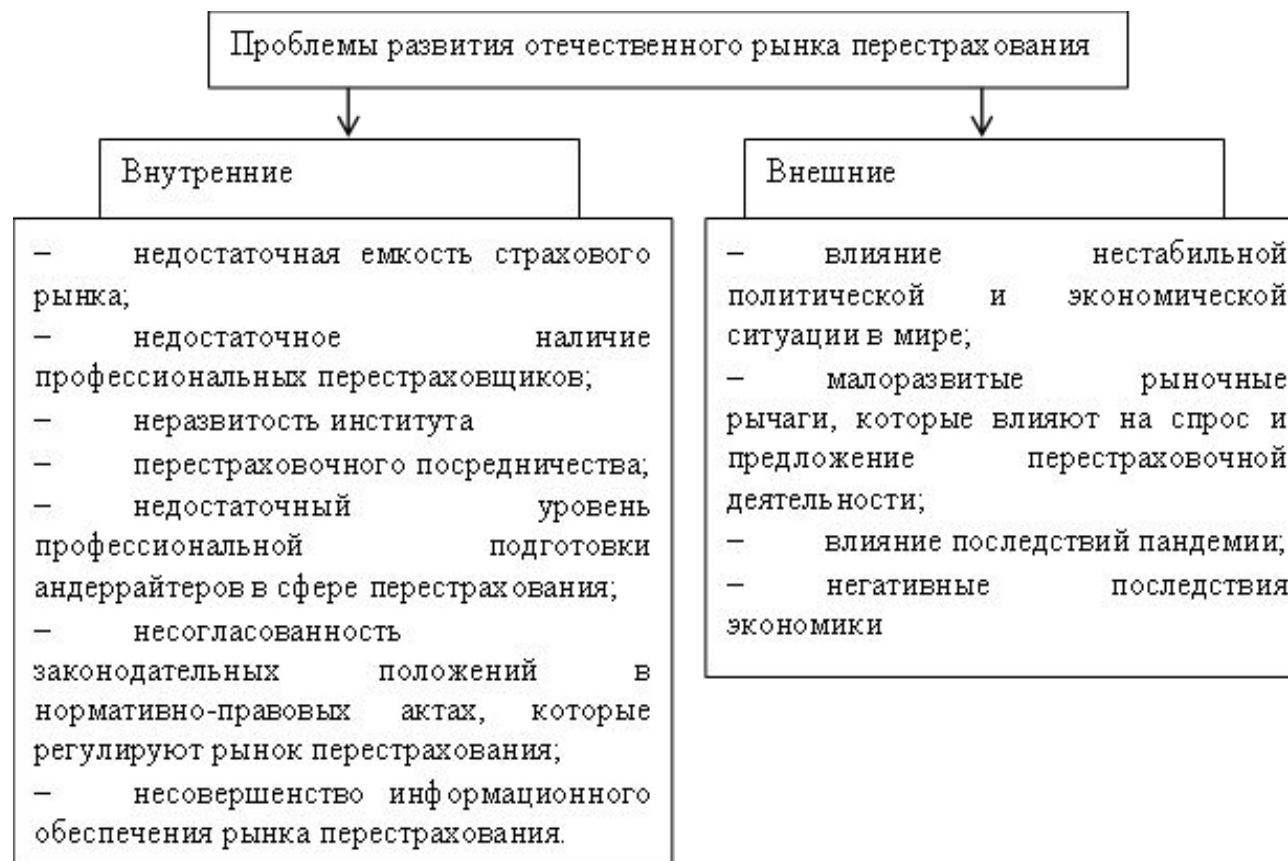 Проблемы развития отечественного рынка перестрахования
Внутренние
– недостаточная емкость страхового
рынка;
– недостаточное наличие
профессиональных перестраховщиков;
– неразвитость института
– перестраховочного посредничества;
– недостаточный уровень
профессиональной подготовки
андеррайтеров в сфере перестрахования;
– несогласованность
законодательных положений в
нормативно-правовых актах, которые
регулируют рынок перестрахования;
– несовершенство информационного
обеспечения рынка перестрахования.
Внешние
– влияние нестабильной
политической и экономической
ситуации в мире;
– малоразвитые рыночные
рычаги, которые влияют на спрос и
предложение перестраховочной
деятельности;
– влияние последствий пандемии;
– негативные последствия
экономики